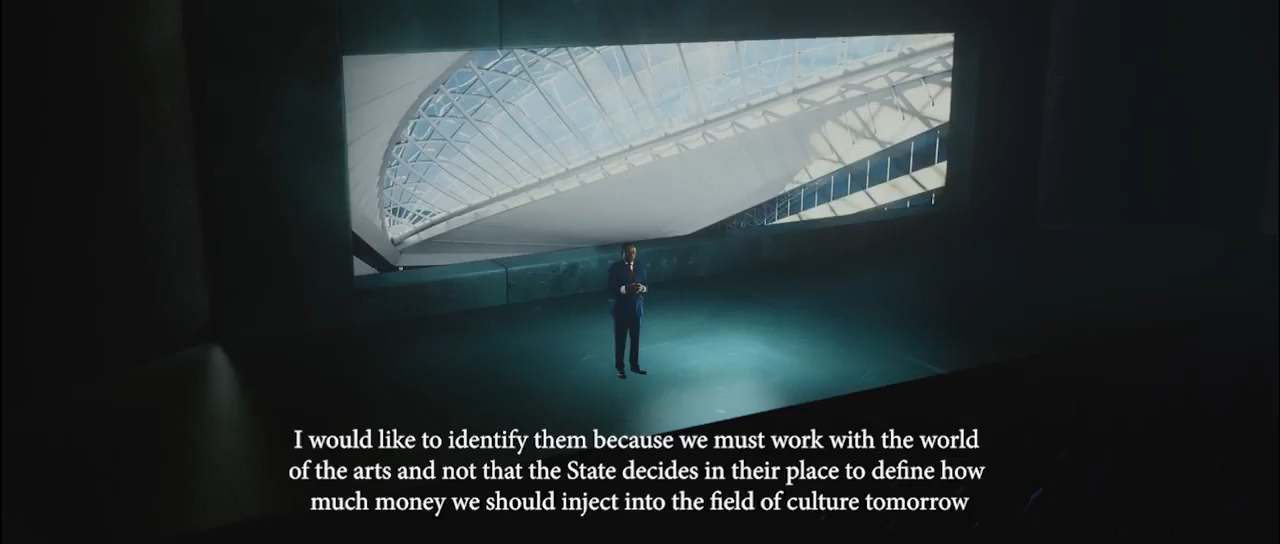 I would like to identify them because we must work with the world
of the arts and not that the State decides in their place to define how
much money we should inject into the field of culture tomorrow